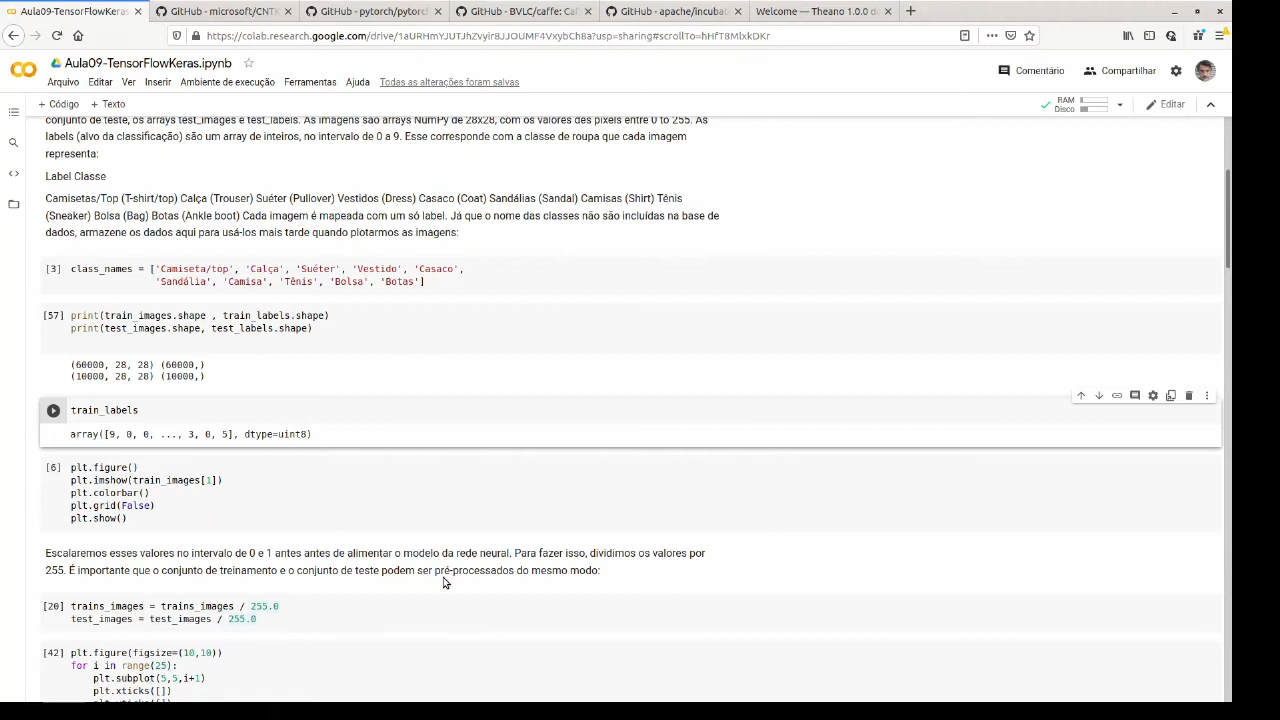 Aula09-TensorFlowKeras
GitHub - microsoft/CNTK
GitHub - pytorch/pytorch
GitHub - BVLC/caffe: Caf
GitHub - apache/incubat
Welcome — Theano 1.0.0 d
https://colab.research.google.com/drive/1aURHmYJUTJhZvyir8JJOUMF4VxybCh8a?usp=sharing#scrollTo=hHfT8MlxkDKr
Aula09-TensorFlowKeras.ipynb
Comentário
Compartilhar
Arquivo Editar Ver Inserir Ambiente de execução Ferramentas Ajuda Todas as alterações foram salvas
+ Código + Texto
RAM
Disco
Editar
conjunto de teste, os arrays test_images e test_labels. As imagens são arrays NumPy de 28x28, com os valores des pixels entre 0 to 255. As
labels (alvo da classificação) são um array de inteiros, no intervalo de 0 a 9. Esse corresponde com a classe de roupa que cada imagem
representa:
Label Classe
Camisetas/Top (T-shirt/top) Calça (Trouser) Suéter (Pullover) Vestidos (Dress) Casaco (Coat) Sandálias (Sandal) Camisas (Shirt) Tênis
(Sneaker) Bolsa (Bag) Botas (Ankle boot) Cada imagem é mapeada com um só label. Já que o nome das classes não são incluídas na base de
dados, armazene os dados aqui para usá-los mais tarde quando plotarmos as imagens:
[3] class_names = ['Camiseta/top', 'Calça', 'Suéter', 'Vestido', 'Casaco',
'Sandália', 'Camisa', 'Tênis', 'Bolsa', 'Botas']
[57] print(train_images.shape , train_labels.shape)
print(test_images.shape, test_labels.shape)
(60000, 28, 28) (60000,)
(10000, 28, 28) (10000,)
train_labels
array([9, 0, 0, ..., 3, 0, 5], dtype=uint8)
[6] plt.figure()
plt.imshow(train_images[1])
plt.colorbar()
plt.grid(False)
plt.show()
Escalaremos esses valores no intervalo de 0 e 1 antes antes de alimentar o modelo da rede neural. Para fazer isso, dividimos os valores por
255. É importante que o conjunto de treinamento e o conjunto de teste podem ser pré-processados do mesmo modo:
[20] trains_images = trains_images / 255.0
test_images = test_images / 255.0
[42] plt.figure(figsize=(10,10))
for i in range(25):
plt.subplot(5,5,i+1)
plt.xticks([])